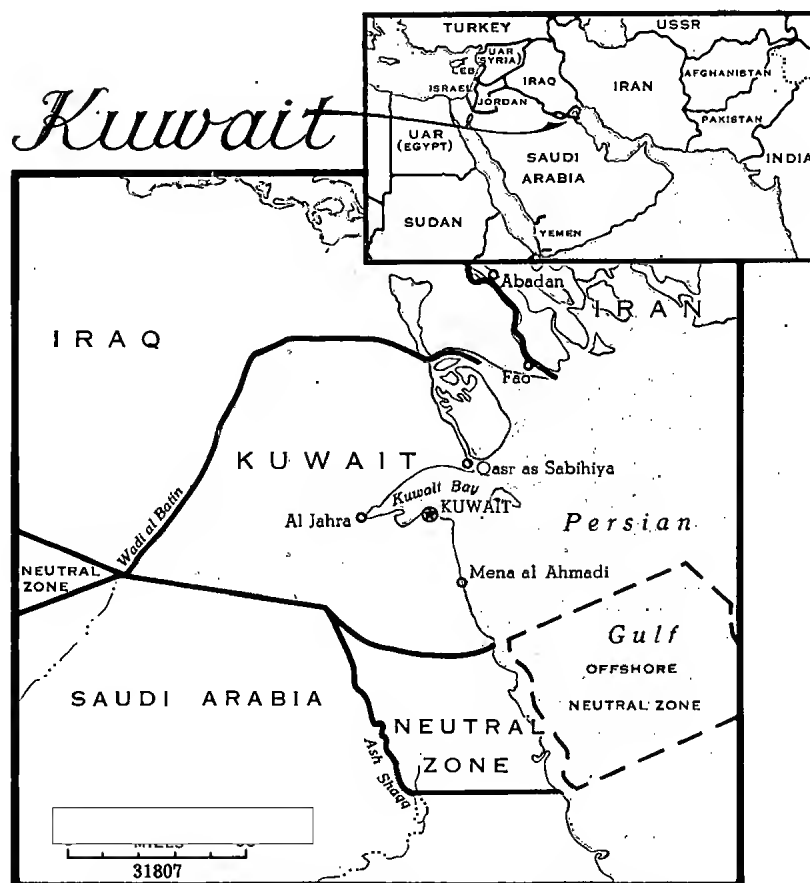 Kuwait
TURKEY
USSR
UAR
(SYRIA)
LEB.
ISRAEL
JORDAN
IRAQ
IRAN
AFGHANISTAN
PAKISTAN
INDIA
UAR
(EGYPT)
SAUDI
ARABIA
SUDAN
YEMEN
Abadan
IRAN
IRAQ
Fao
KUWAIT
Qasr as Sabihiya
Kuwait Bay
KUWAIT
Al Jahra
Persian
Wadi al Batin
NEUTRAL
ZONE
Mena al Ahmadi
Gulf
OFFSHORE
NEUTRAL ZONE
SAUDI ARABIA
NEUTRAL
ZONE
Ash Shaqq
MILES
31807